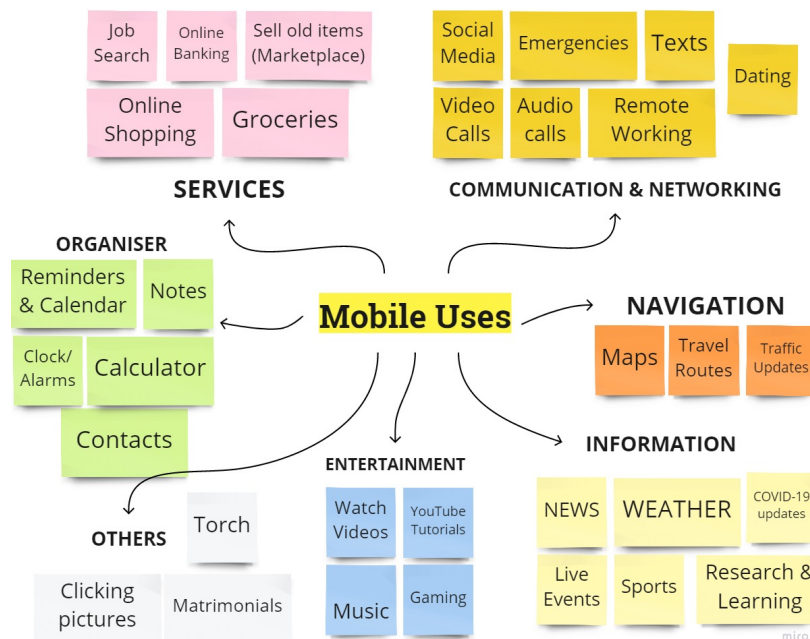 Job
Search
Online
Banking
Sell old items
(Marketplace)
Online
Shopping
Groceries
SERVICES
Social
Media
Emergencies
Texts
Dating
Video
Calls
Audio
calls
Remote
Working
COMMUNICATION & NETWORKING
ORGANISER
Reminders
& Calendar
Notes
Clock/
Alarms
Calculator
Contacts
Mobile Uses
NAVIGATION
Maps
Travel
Routes
Traffic
Updates
INFORMATION
NEWS
WEATHER
COVID-19
updates
Live
Events
Sports
Research &
Learning
ENTERTAINMENT
Watch
Videos
YouTube
Tutorials
Music
Gaming
OTHERS
Torch
Clicking
pictures
Matrimonials
miro